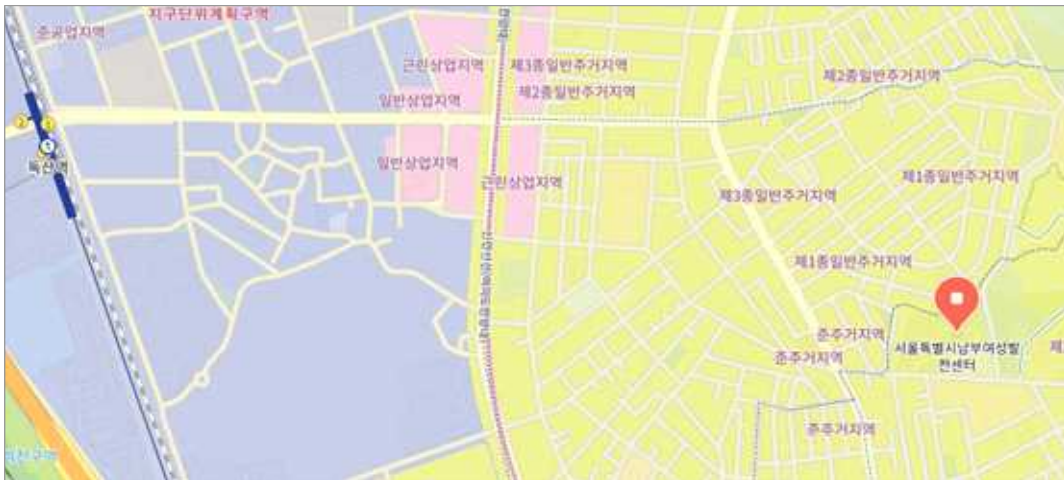 지구단위계획구역
준공업지역
근린상업지역
제3종일반주거지역
제2종일반주거지역
제2종일반주거지역
일반상업지역
2
1
독산역
일반상업지역
근린상업지역
제1종일반주거지역
제3종일반주거지역
제1종일반주거지역
준주거지역
서울특별시남부여성발
전센터
준주거지역
제
준주거지역